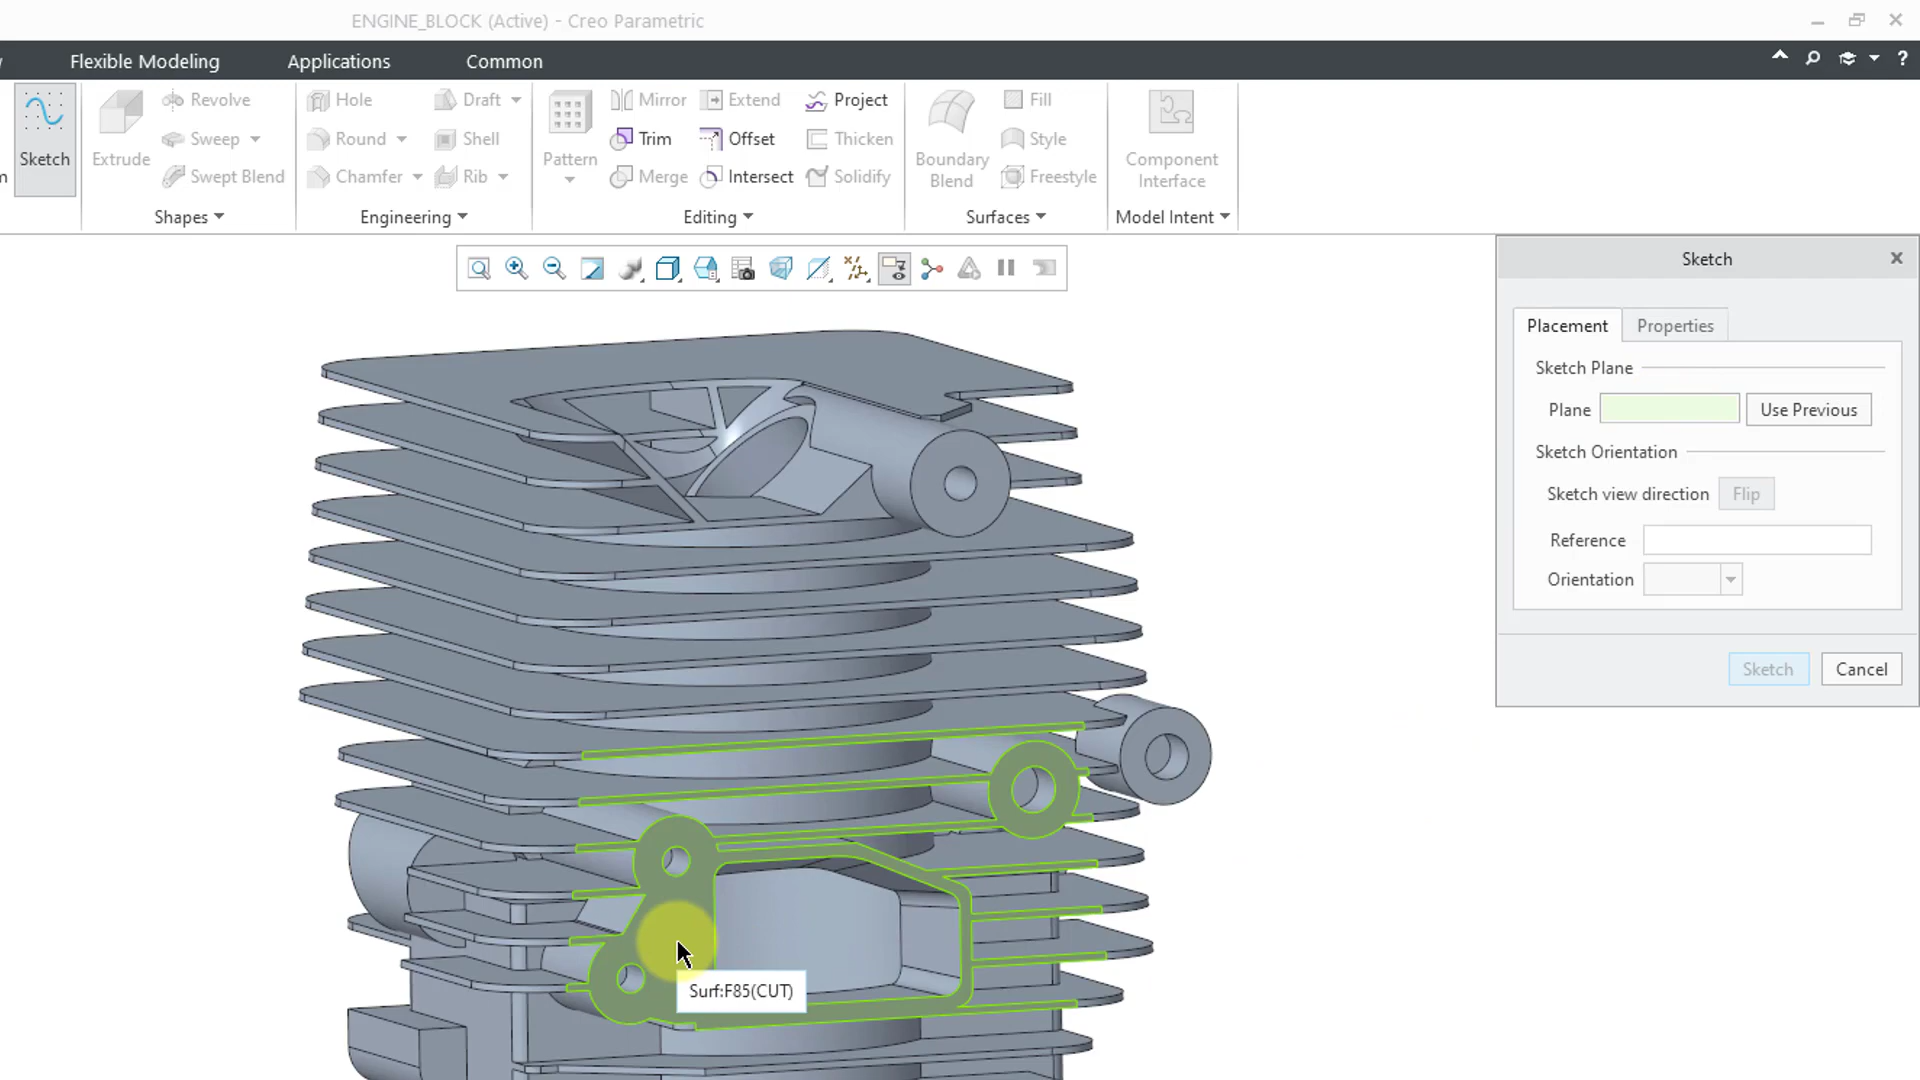 ENGINE_BLOCK (Active) - Creo Parametric
Flexible Modeling Applications Common
Sketch
Extrude
Revolve
Sweep
Swept Blend
Shapes
Hole
Round
Chamfer
Draft
Shell
Rib
Engineering
Pattern
Mirror
Trim
Merge
Extend
Offset
Intersect
Project
Thicken
Solidify
Editing
Boundary
Blend
Fill
Style
Freestyle
Surfaces
Component
Interface
Model Intent
Sketch
Placement Properties
Sketch Plane
Plane Use Previous
Sketch Orientation
Sketch view direction Flip
Reference
Orientation
Sketch Cancel
Surf:F85(CUT)